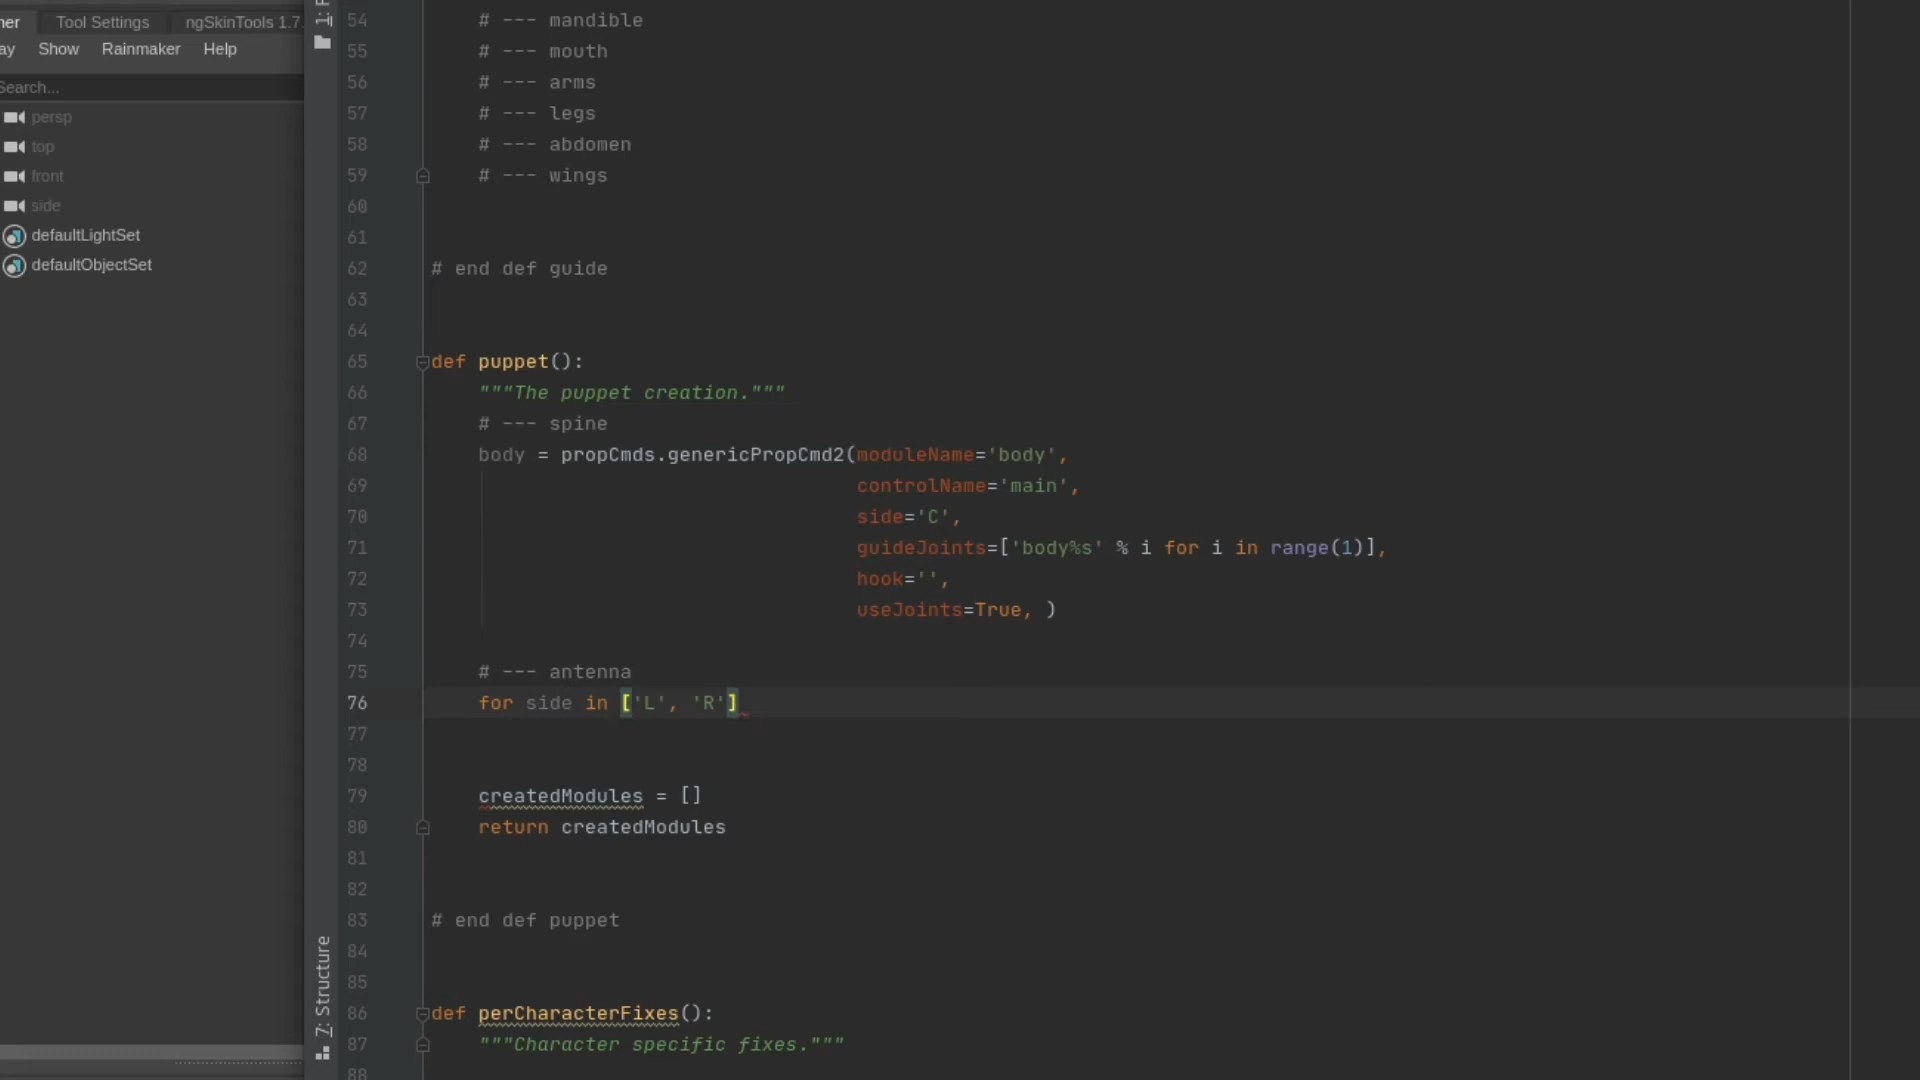 ner Tool Settings ngSkinTools 1.7.
ay Show Rainmaker Help
Search...
persp
top
front
side
defaultLightSet
defaultObjectSet
Z: Structure
54 # --- mandible
55 # --- mouth
56 # --- arms
57 # --- legs
58 # --- abdomen
59 # --- wings
60
61
62 # end def guide
63
64
65 def puppet():
66 """The puppet creation."""
67 # --- spine
68 body = propCmds.genericPropCmd2(moduleName='body',
69 controlName='main',
70 side='C',
71 guideJoints=['body%s' % i for i in range(1)],
72 hook='',
73 useJoints=True, )
74
75 # --- antenna
76 for side in ['L', 'R']
77
78
79 createdModules = []
80 return createdModules
81
82
83 # end def puppet
84
85
86 def perCharacterFixes():
87 """Character specific fixes."""
88